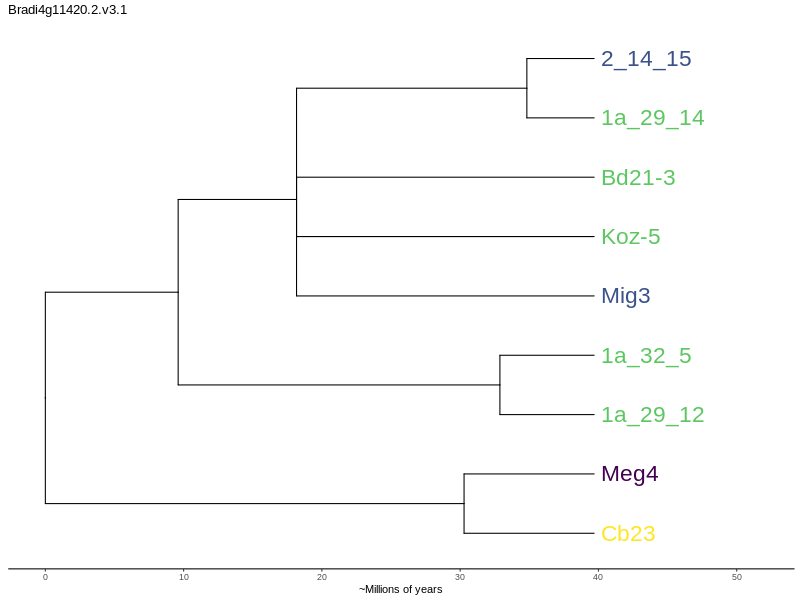 Bradi4g11420.2.v3.1
2_14_15
1a_29_14
Bd21-3
Koz-5
Mig3
1a_32_5
1a_29_12
Meg4
Cb23
0 10 20 30 40 50
~Millions of years